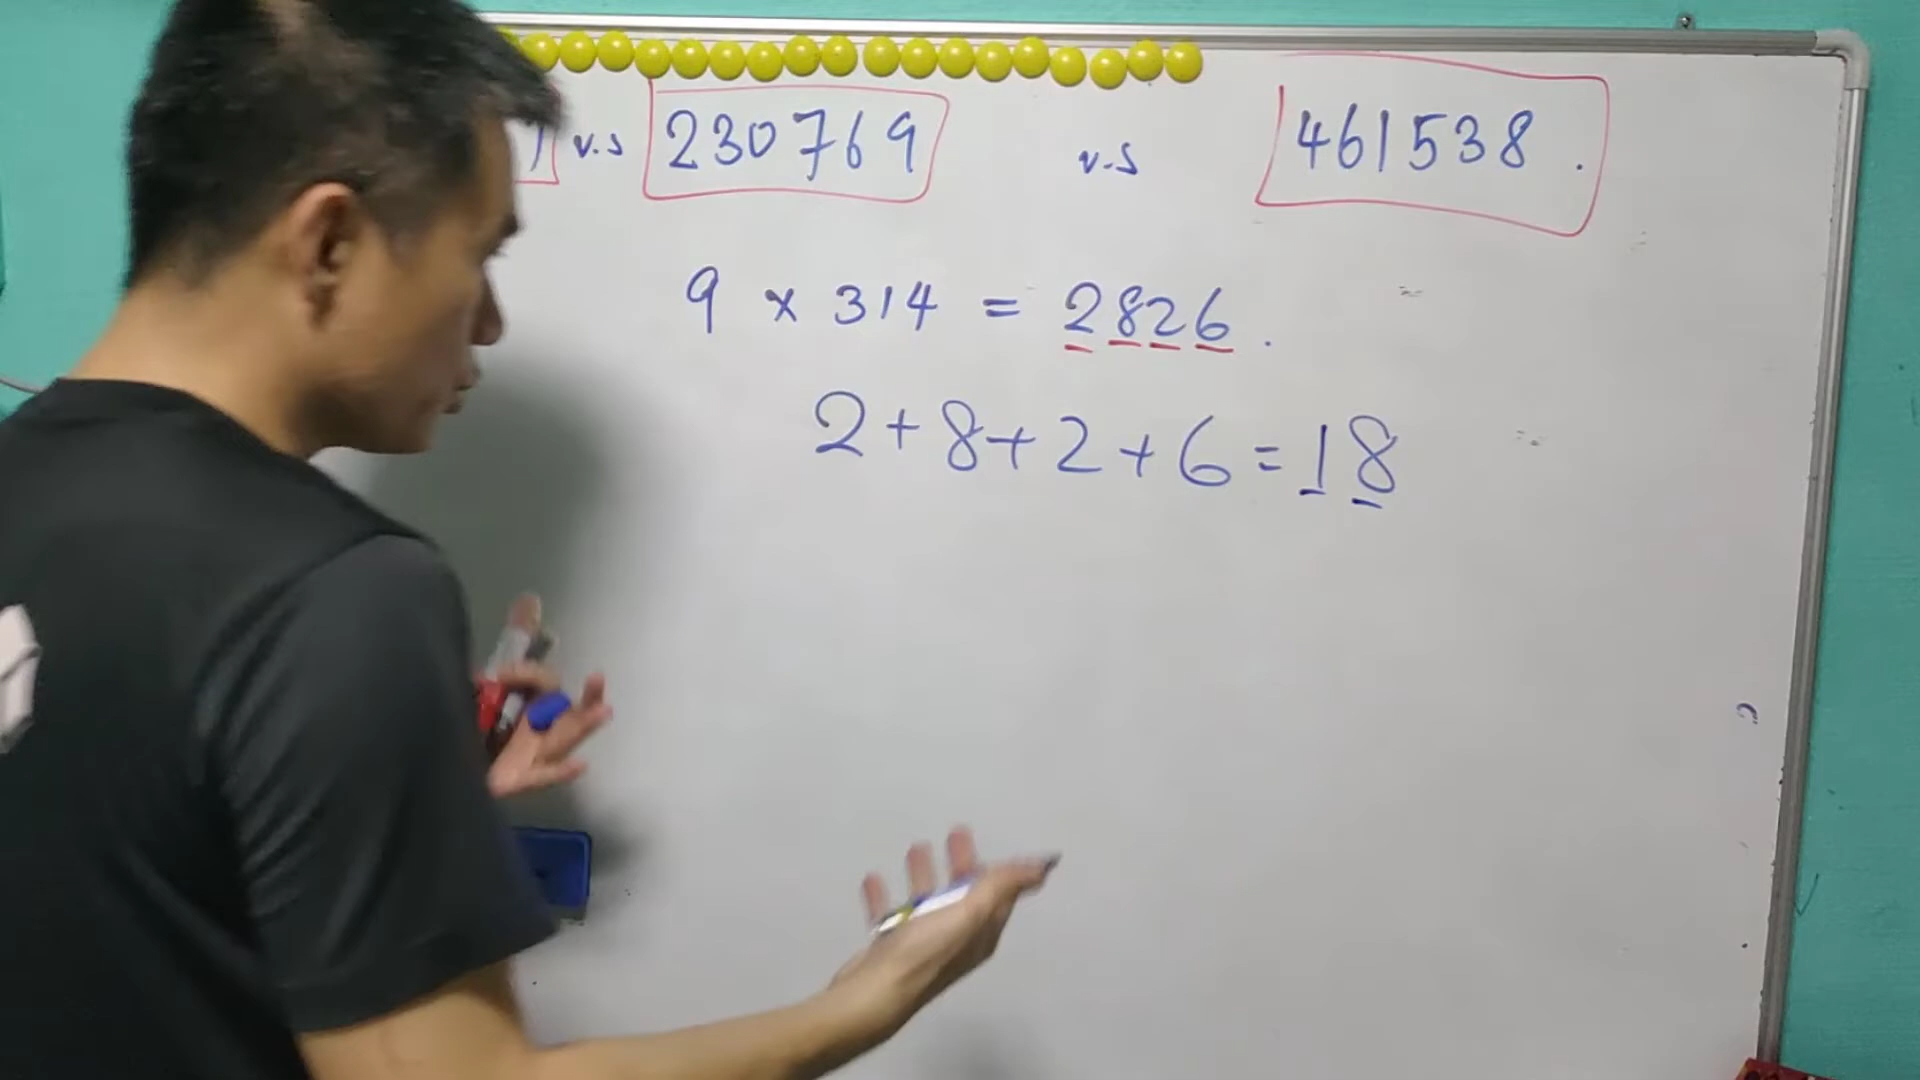 v.s 230769 v.s 461538.
9 × 314 = 2826.
2+8+2+6=18